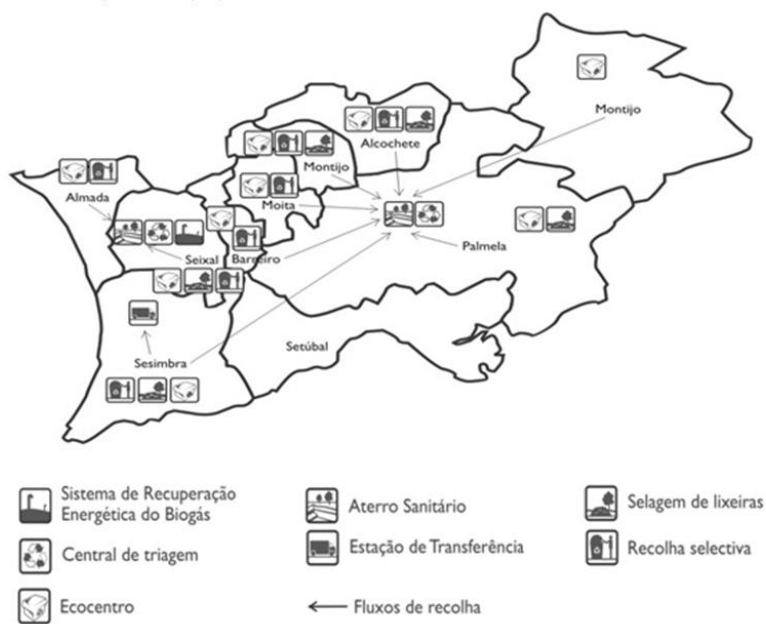 Montijo
Alcochete
Montijo
Almada
Moita
Seixal
Barreiro
Palmela
Setúbal
Sesimbra
Sistema de Recuperação
Energética do Biogás
Aterro Sanitário
Selagem de lixeiras
Central de triagem
Estação de Transferência
Recolha selectiva
Ecocentro
Fluxos de recolha